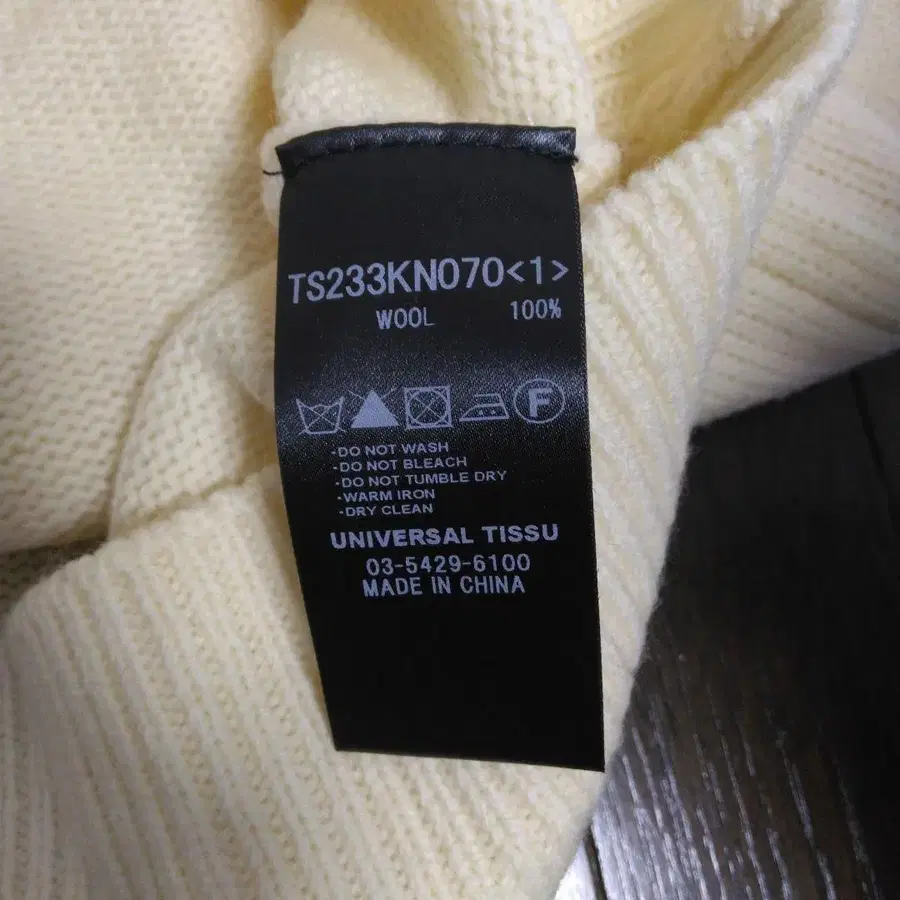 TS233KN070<1>
WOOL 100%
F
·DO NOT WASH
·DO NOT BLEACH
·DO NOT TUMBLE DRY
·WARM IRON
·DRY CLEAN
UNIVERSAL TISSU
03-5429-6100
MADE IN CHINA